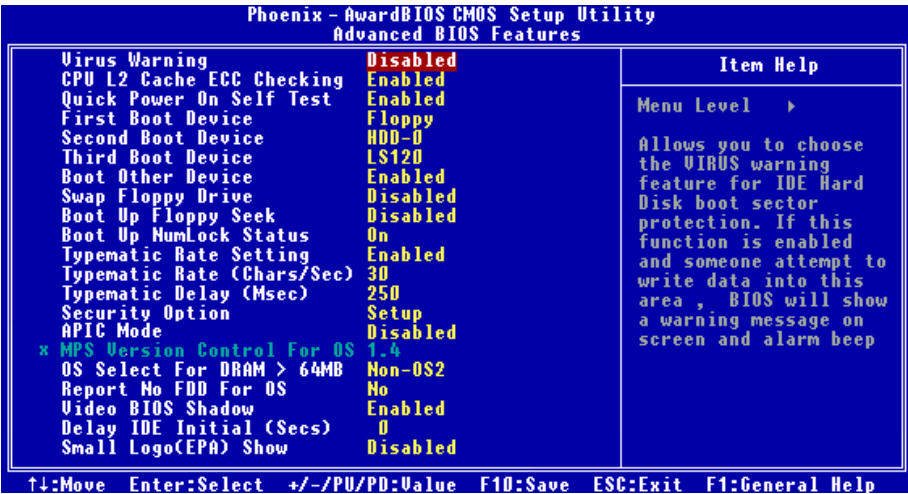 Phoenix - AwardBIOS CMOS Setup Utility
Advanced BIOS Features
Virus Warning Disabled
CPU L2 Cache ECC Checking Enabled
Quick Power On Self Test Enabled
First Boot Device Floppy
Second Boot Device HDD-0
Third Boot Device LS120
Boot Other Device Enabled
Swap Floppy Drive Disabled
Boot Up Floppy Seek Disabled
Boot Up NumLock Status On
Typematic Rate Setting Enabled
Typematic Rate (Chars/Sec) 30
Typematic Delay (Msec) 250
Security Option Setup
APIC Mode Disabled
x MPS Version Control For OS 1.4
OS Select For DRAM > 64MB Non-OS2
Report No FDD For OS No
Video BIOS Shadow Enabled
Delay IDE Initial (Secs) 0
Small Logo(EPA) Show Disabled
Item Help
Menu Level ▸
Allows you to choose
the VIRUS warning
feature for IDE Hard
Disk boot sector
protection. If this
function is enabled
and someone attempt to
write data into this
area , BIOS will show
a warning message on
screen and alarm beep
↑↓:Move Enter:Select +/-/PU/PD:Value F10:Save ESC:Exit F1:General Help